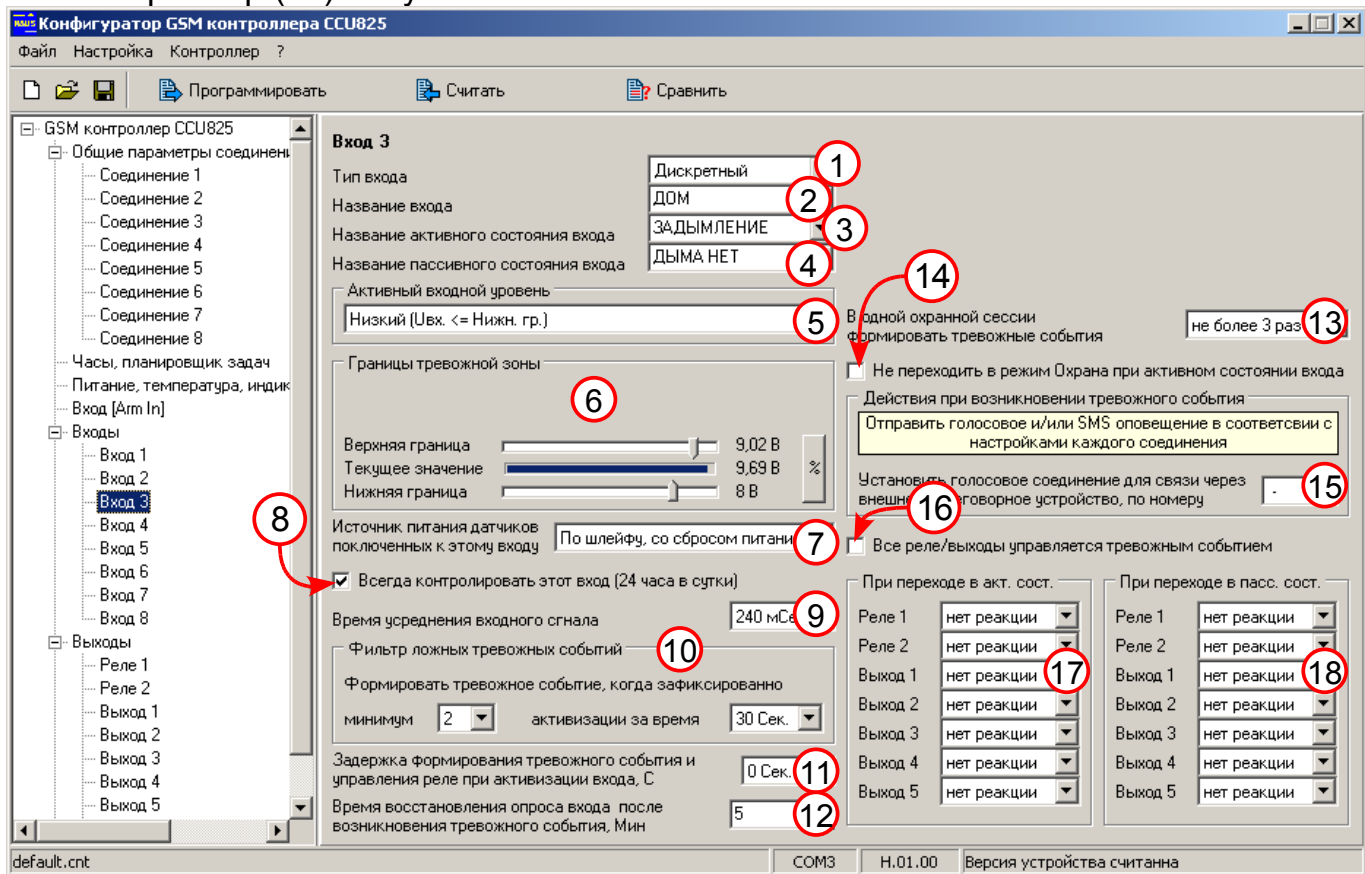 Конфигуратор GSM контроллера CCU825
Файл Настройка Контроллер ?
Программировать Считать Сравнить
GSM контроллер CCU825
Общие параметры соединен
Соединение 1
Соединение 2
Соединение 3
Соединение 4
Соединение 5
Соединение 6
Соединение 7
Соединение 8
Часы, планировщик задач
Питание, температура, индик
Вход [Arm In]
Входы
Вход 1
Вход 2
Вход 3
Вход 4
Вход 5
Вход 6
Вход 7
Вход 8
Выходы
Реле 1
Реле 2
Выход 1
Выход 2
Выход 3
Выход 4
Выход 5
Вход 3
Тип входа Дискретный 1
Название входа ДОМ 2
Название активного состояния входа ЗАДЫМЛЕНИЕ 3
Название пассивного состояния входа ДЫМА НЕТ 4
Активный входной уровень
Низкий (Uвх. <= Нижн. гр.) 5
Границы тревожной зоны
6
Верхняя граница 9,02 В
Текущее значение 9,69 В
Нижняя граница 8 В
%
Источник питания датчиков
поключенных к этому входу По шлейфу, со сбросом питани 7
8
Всегда контролировать этот вход (24 часа в сутки)
Время усреднения входного сгнала 240 мСе 9
Фильтр ложных тревожных событий 10
Формировать тревожное событие, когда зафиксированно
минимум 2 активизации за время 30 Сек.
Задержка формирования тревожного события и
управления реле при активизации входа, С 0 Сек. 11
Время восстановления опроса входа после
возникновения тревожного события, Мин 5 12
14
В одной охранной сессии
формировать тревожные события не более 3 раз 13
Не переходить в режим Охрана при активном состоянии входа
Действия при возникновении тревожного события
Отправить голосовое и/или SMS оповещение в соответсвии с
настройками каждого соединения
Установить голосовое соединение для связи через
внешнее говорное устройство, по номеру - 15
16
Все реле/выходы управляется тревожным событием
При переходе в акт. сост.
Реле 1 нет реакции
Реле 2 нет реакции
Выход 1 нет реакции 17
Выход 2 нет реакции
Выход 3 нет реакции
Выход 4 нет реакции
Выход 5 нет реакции
При переходе в пасс. сост.
Реле 1 нет реакции
Реле 2 нет реакции
Выход 1 нет реакции 18
Выход 2 нет реакции
Выход 3 нет реакции
Выход 4 нет реакции
Выход 5 нет реакции
default.cnt COM3 H.01.00 Версия устройства считанна